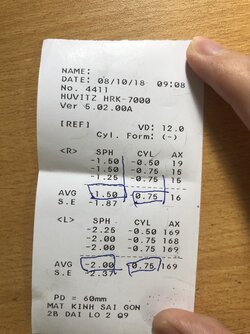 NAME:
DATE: 08/10/18 09:08
No. 4411
HUVITZ HRK-7000
Ver 5.02.00A
[REF] VD: 12.0
Cyl. Form: (-)
<R> SPH CYL AX
-1.50 -0.50 19
-1.50 -0.75 15
-1.25 -0.75 16
AVG -1.50 -0.75 16
S.E -1.87
<L> SPH CYL AX
-2.25 -0.50 169
-2.00 -0.75 168
-2.00 -0.75 169
AVG -2.00 -0.75 169
S.E -2.37
PD = 60mm
MAT KINH SAI GON
2B DAI LO 2 Q9